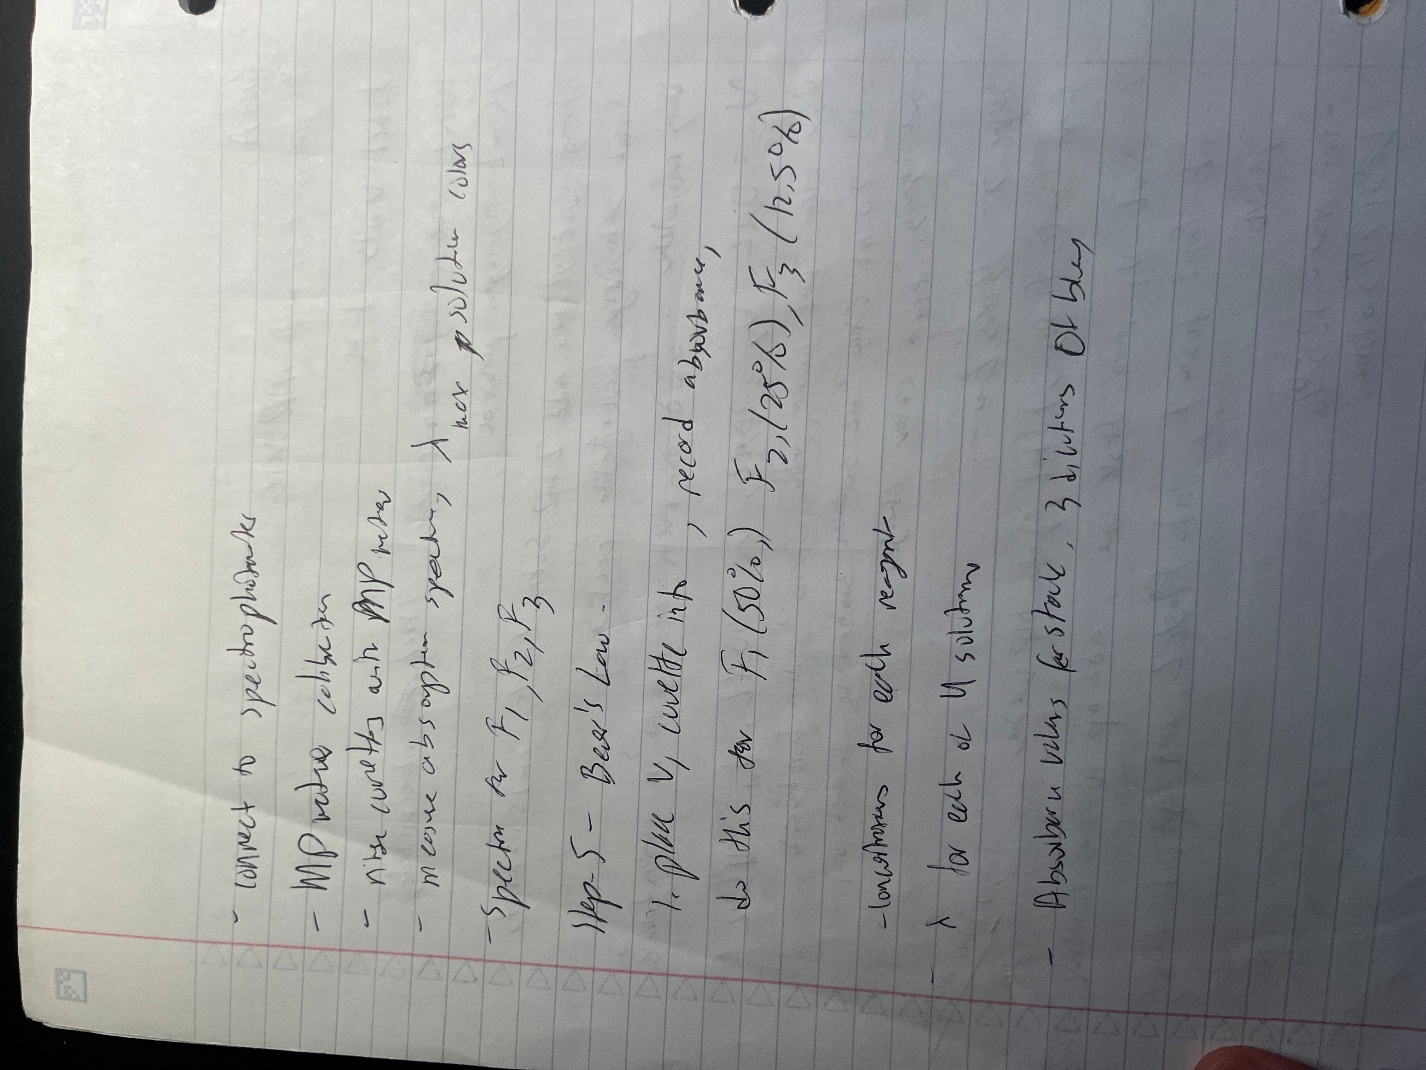 - connect to spectrophotometer
- MP water calibration
- rinse cuvettes with MP water
- measure absorption spectrum, λ max solution colors
- Spectra for F1, F2, F3
Step 5 - Beer's Law.
1. place V, cuvette into, record absorbance,
do this for F1 (50%,) F2, (25%), F3 (12.5%)
- concentrations for each reagent
- λ for each of 4 solutions
- Absorbance values for stock, 3 dilutions of